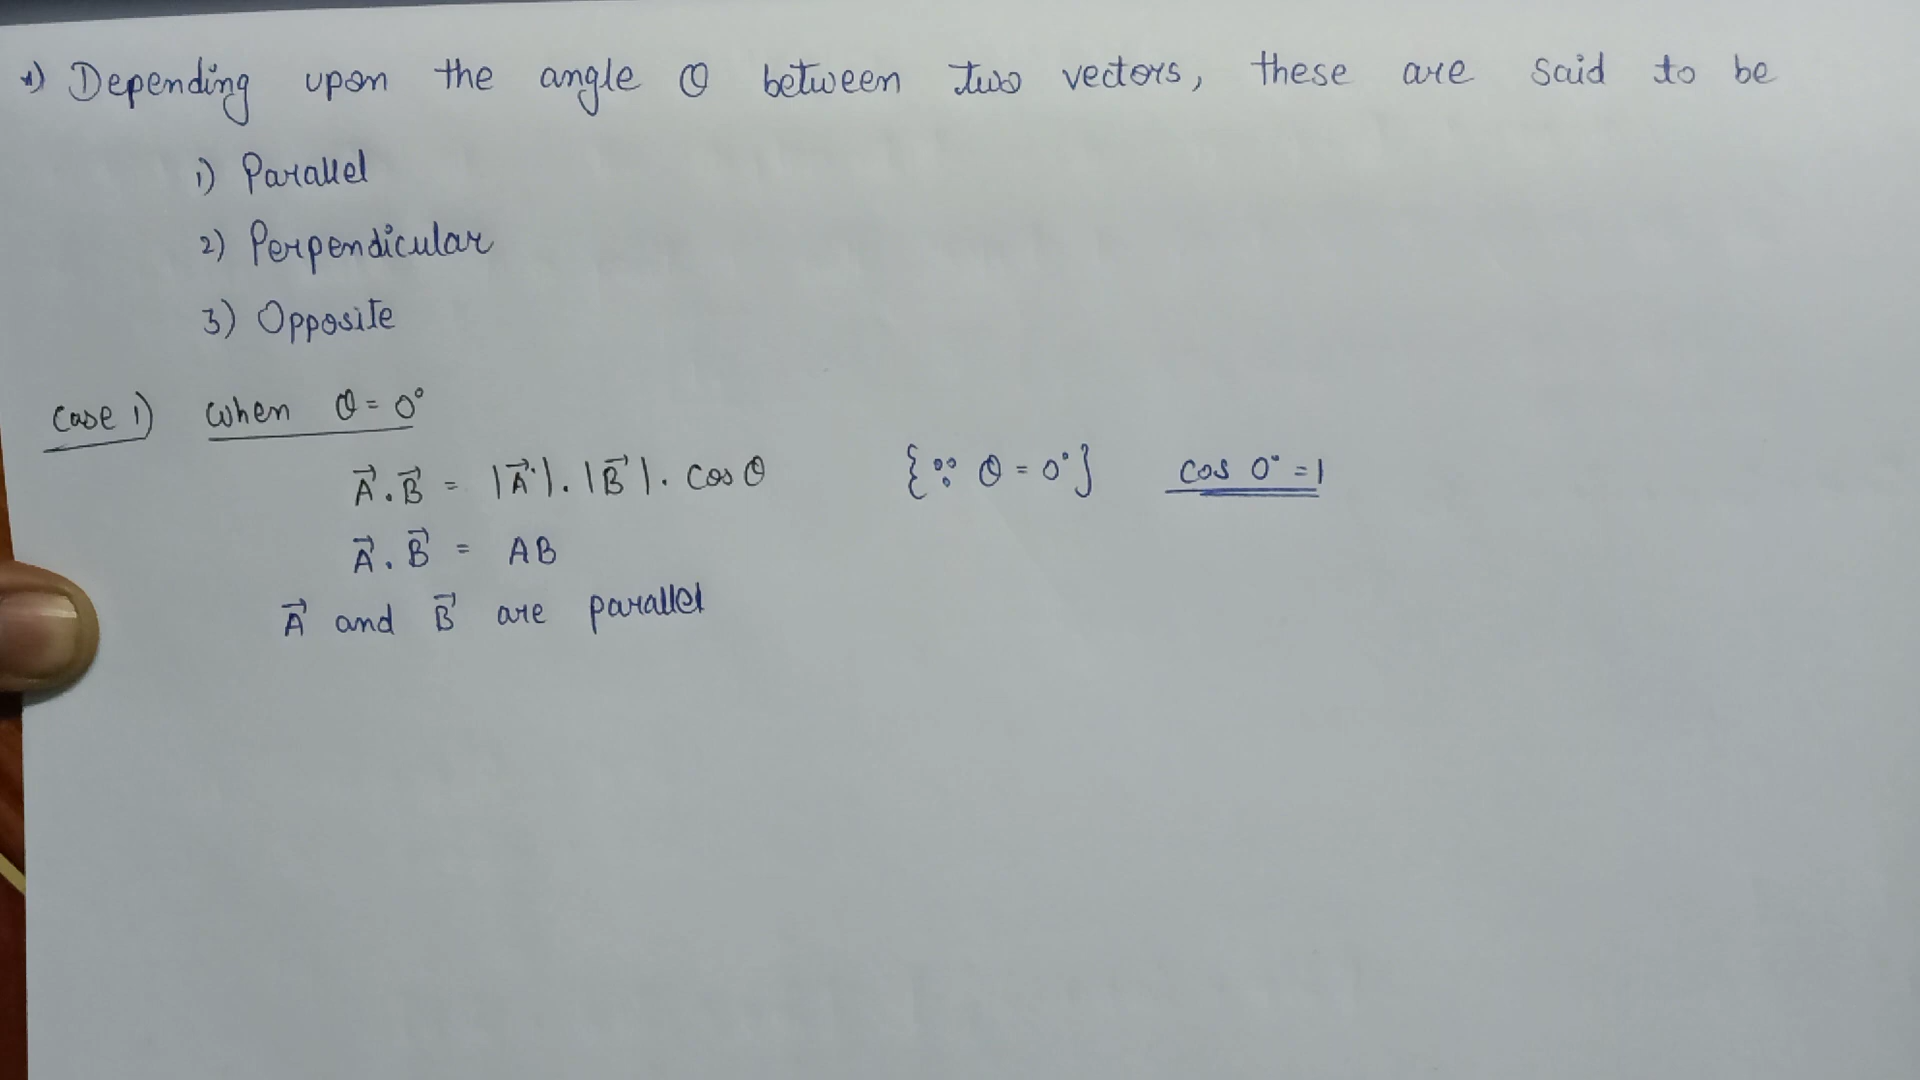 *) Depending upon the angle θ between two vectors, these are said to be
1) Parallel
2) Perpendicular
3) Opposite
Case 1) When θ = 0°
A⃗ . B⃗ = |A⃗|. |B⃗|. Cos θ {∵ θ = 0°} cos 0° = 1
A⃗ . B⃗ = AB
A⃗ and B⃗ are parallel